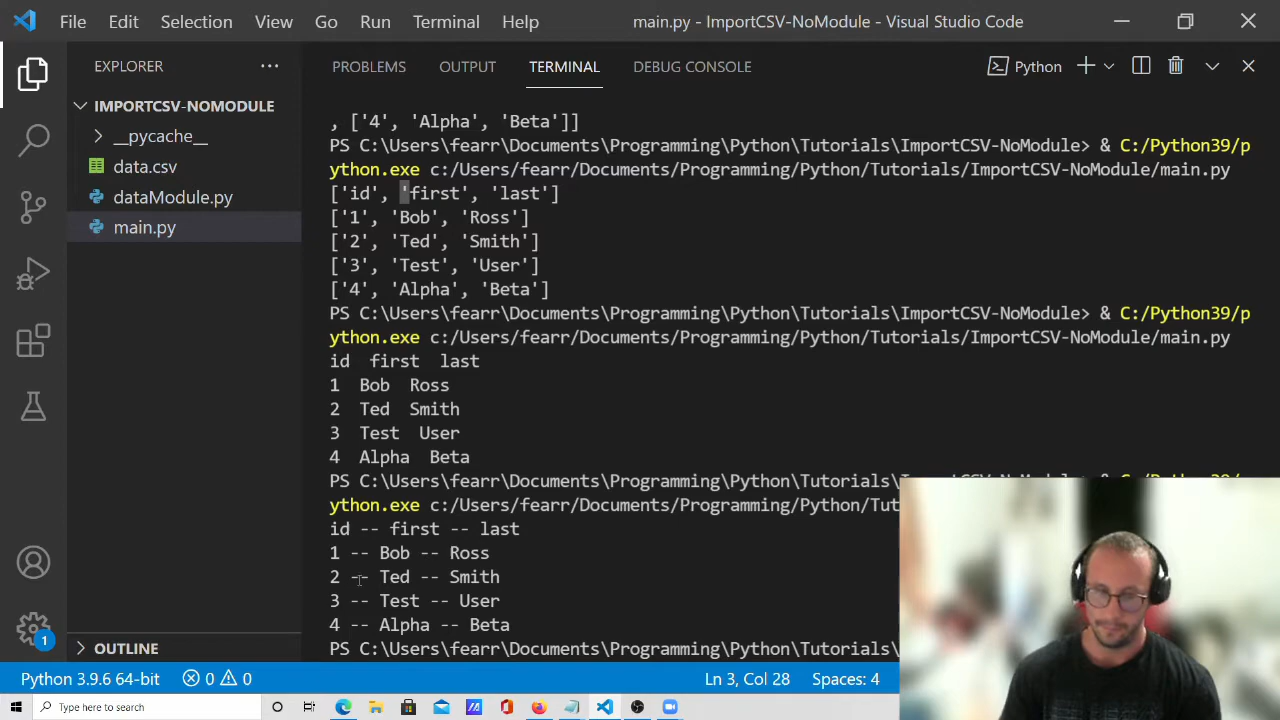 File Edit Selection View Go Run Terminal Help main.py - ImportCSV-NoModule - Visual Studio Code
EXPLORER
IMPORTCSV-NOMODULE
__pycache__
data.csv
dataModule.py
main.py
OUTLINE
PROBLEMS OUTPUT TERMINAL DEBUG CONSOLE Python
, ['4', 'Alpha', 'Beta']]
PS C:\Users\fearr\Documents\Programming\Python\Tutorials\ImportCSV-NoModule> & C:/Python39/p
ython.exe c:/Users/fearr/Documents/Programming/Python/Tutorials/ImportCSV-NoModule/main.py
['id', 'first', 'last']
['1', 'Bob', 'Ross']
['2', 'Ted', 'Smith']
['3', 'Test', 'User']
['4', 'Alpha', 'Beta']
PS C:\Users\fearr\Documents\Programming\Python\Tutorials\ImportCSV-NoModule> & C:/Python39/p
ython.exe c:/Users/fearr/Documents/Programming/Python/Tutorials/ImportCSV-NoModule/main.py
id first last
1 Bob Ross
2 Ted Smith
3 Test User
4 Alpha Beta
PS C:\Users\fearr\Documents\Programming\Python\Tutorials\ImportCSV-NoModule> & C:/Python39/p
ython.exe c:/Users/fearr/Documents/Programming/Python/Tu
id -- first -- last
1 -- Bob -- Ross
2 -- Ted -- Smith
3 -- Test -- User
4 -- Alpha -- Beta
PS C:\Users\fearr\Documents\Programming\Python\Tutorials\
1
Python 3.9.6 64-bit 0 0 Ln 3, Col 28 Spaces: 4
Type here to search